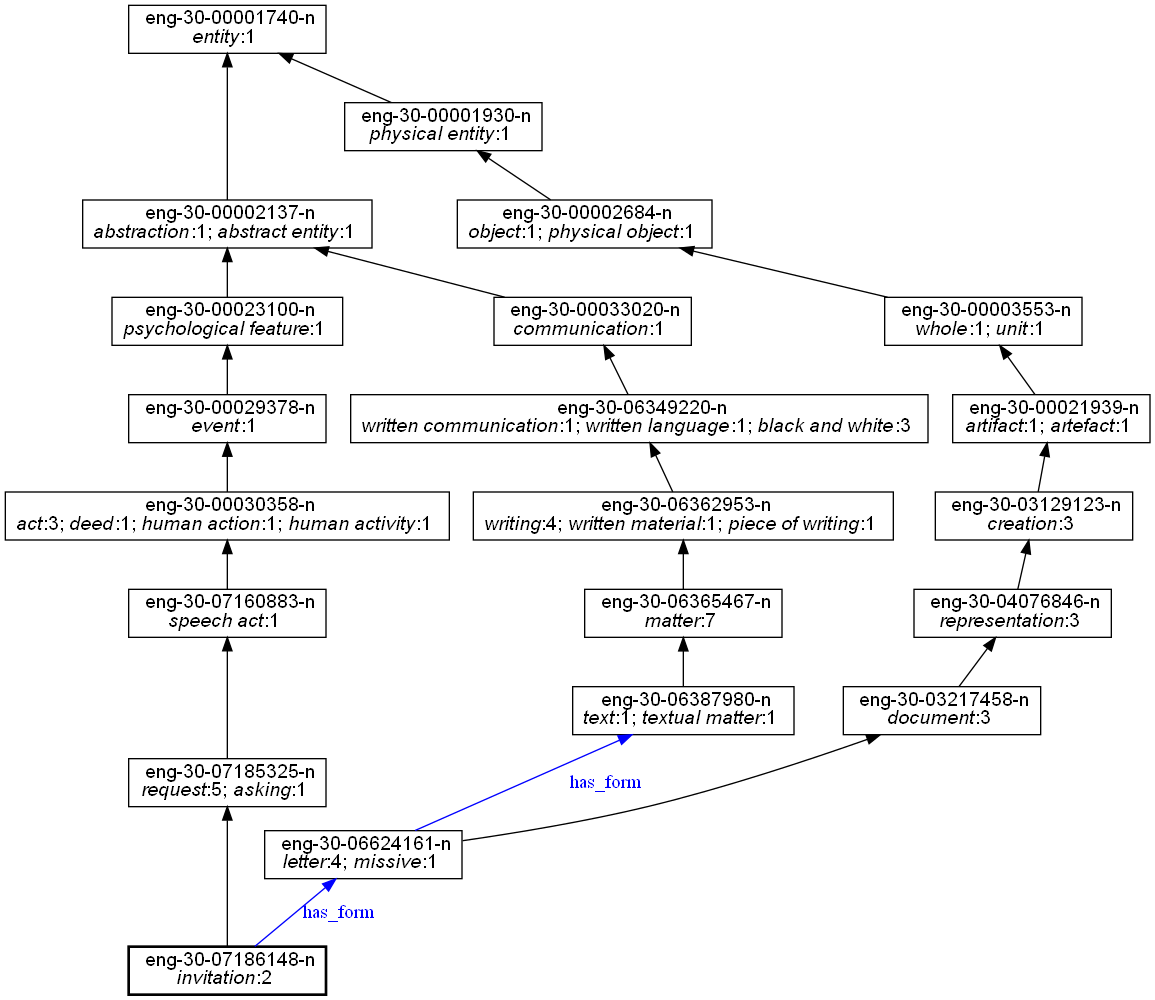 eng-30-00001740-n
entity:1
eng-30-00001930-n
physical entity:1
eng-30-00002137-n
abstraction:1; abstract entity:1
eng-30-00002684-n
object:1; physical object:1
eng-30-00023100-n
psychological feature:1
eng-30-00033020-n
communication:1
eng-30-00003553-n
whole:1; unit:1
eng-30-00029378-n
event:1
eng-30-06349220-n
written communication:1; written language:1; black and white:3
eng-30-00021939-n
artifact:1; artefact:1
eng-30-00030358-n
act:3; deed:1; human action:1; human activity:1
eng-30-06362953-n
writing:4; written material:1; piece of writing:1
eng-30-03129123-n
creation:3
eng-30-07160883-n
speech act:1
eng-30-06365467-n
matter:7
eng-30-04076846-n
representation:3
eng-30-06387980-n
text:1; textual matter:1
eng-30-03217458-n
document:3
eng-30-07185325-n
request:5; asking:1
has_form
eng-30-06624161-n
letter:4; missive:1
has_form
eng-30-07186148-n
invitation:2